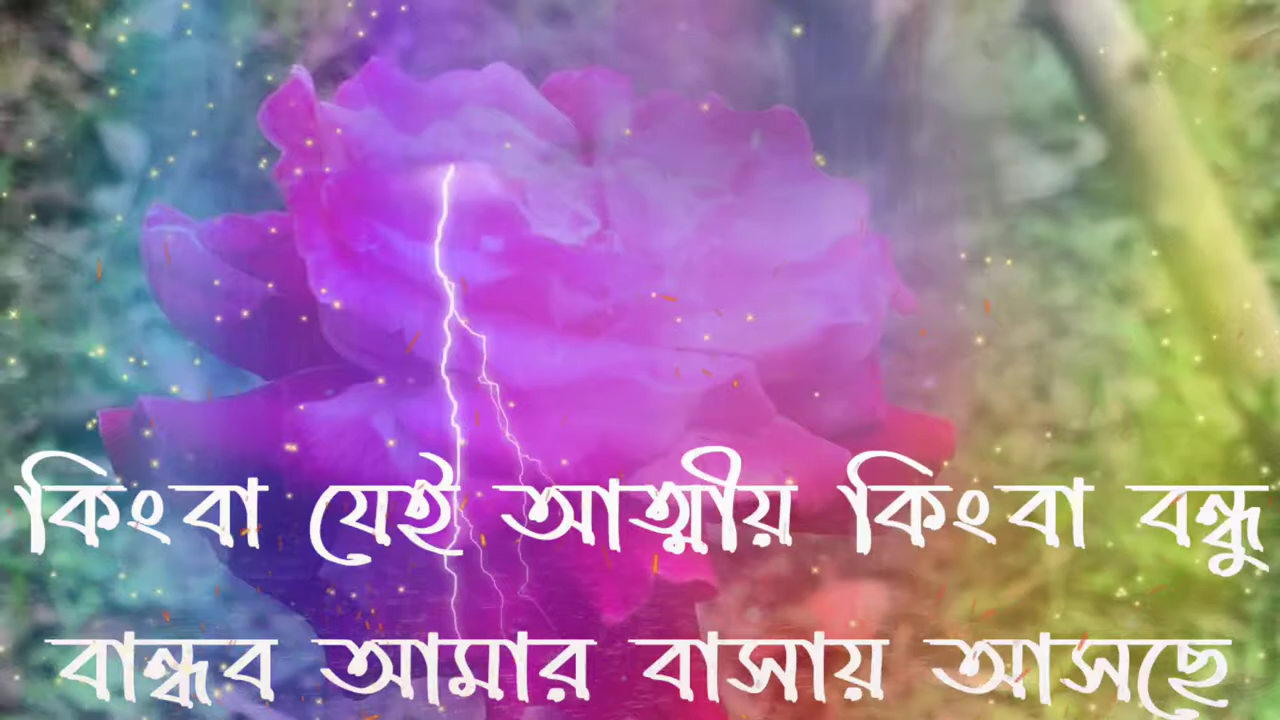 কিংবা যেই আত্মীয় কিংবা বন্ধু
বান্ধব আমার বাসায় আসছে